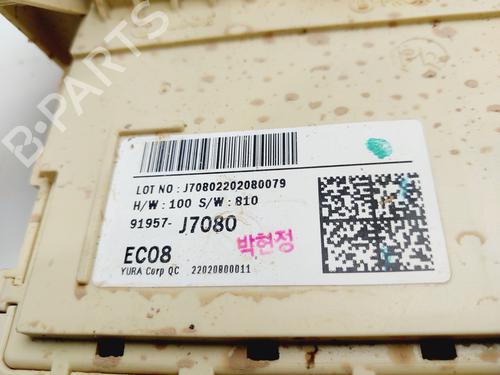 B-PARTS
LOT NO : J70802202080079
H/W : 100 S/W : 810
91957- J7080
EC08
박현정
YURA Corp QC 22020800011